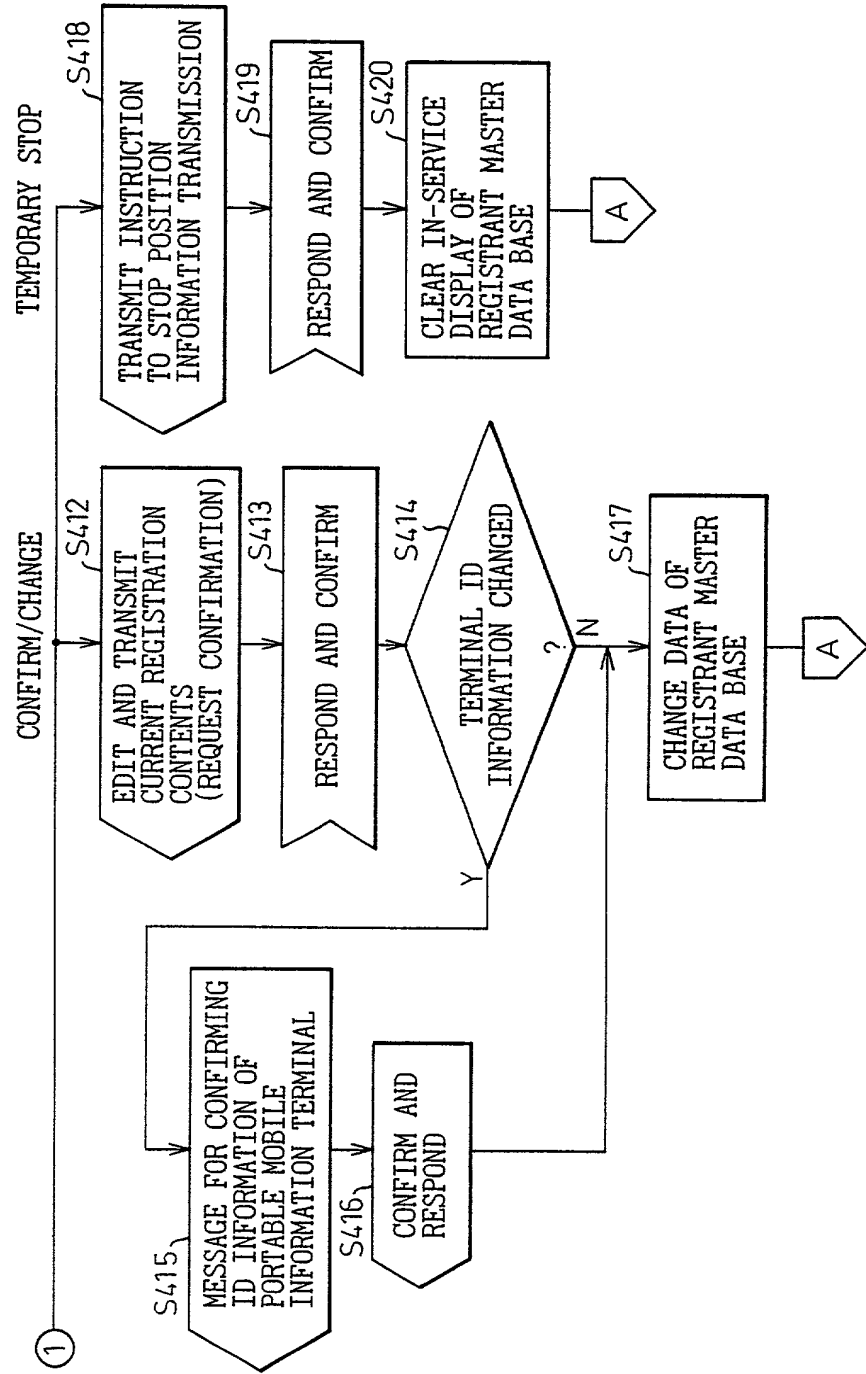 1
CONFIRM/CHANGE
TEMPORARY STOP
S412
EDIT AND TRANSMIT
CURRENT REGISTRATION
CONTENTS
(REQUEST CONFIRMATION)
S413
RESPOND AND CONFIRM
S414
TERMINAL ID
INFORMATION CHANGED
?
Y
N
S415
MESSAGE FOR CONFIRMING
ID INFORMATION OF
PORTABLE MOBILE
INFORMATION TERMINAL
S416
CONFIRM AND
RESPOND
S417
CHANGE DATA OF
REGISTRANT MASTER
DATA BASE
A
S418
TRANSMIT INSTRUCTION
TO STOP POSITION
INFORMATION TRANSMISSION
S419
RESPOND AND CONFIRM
S420
CLEAR IN-SERVICE
DISPLAY OF
REGISTRANT MASTER
DATA BASE
A